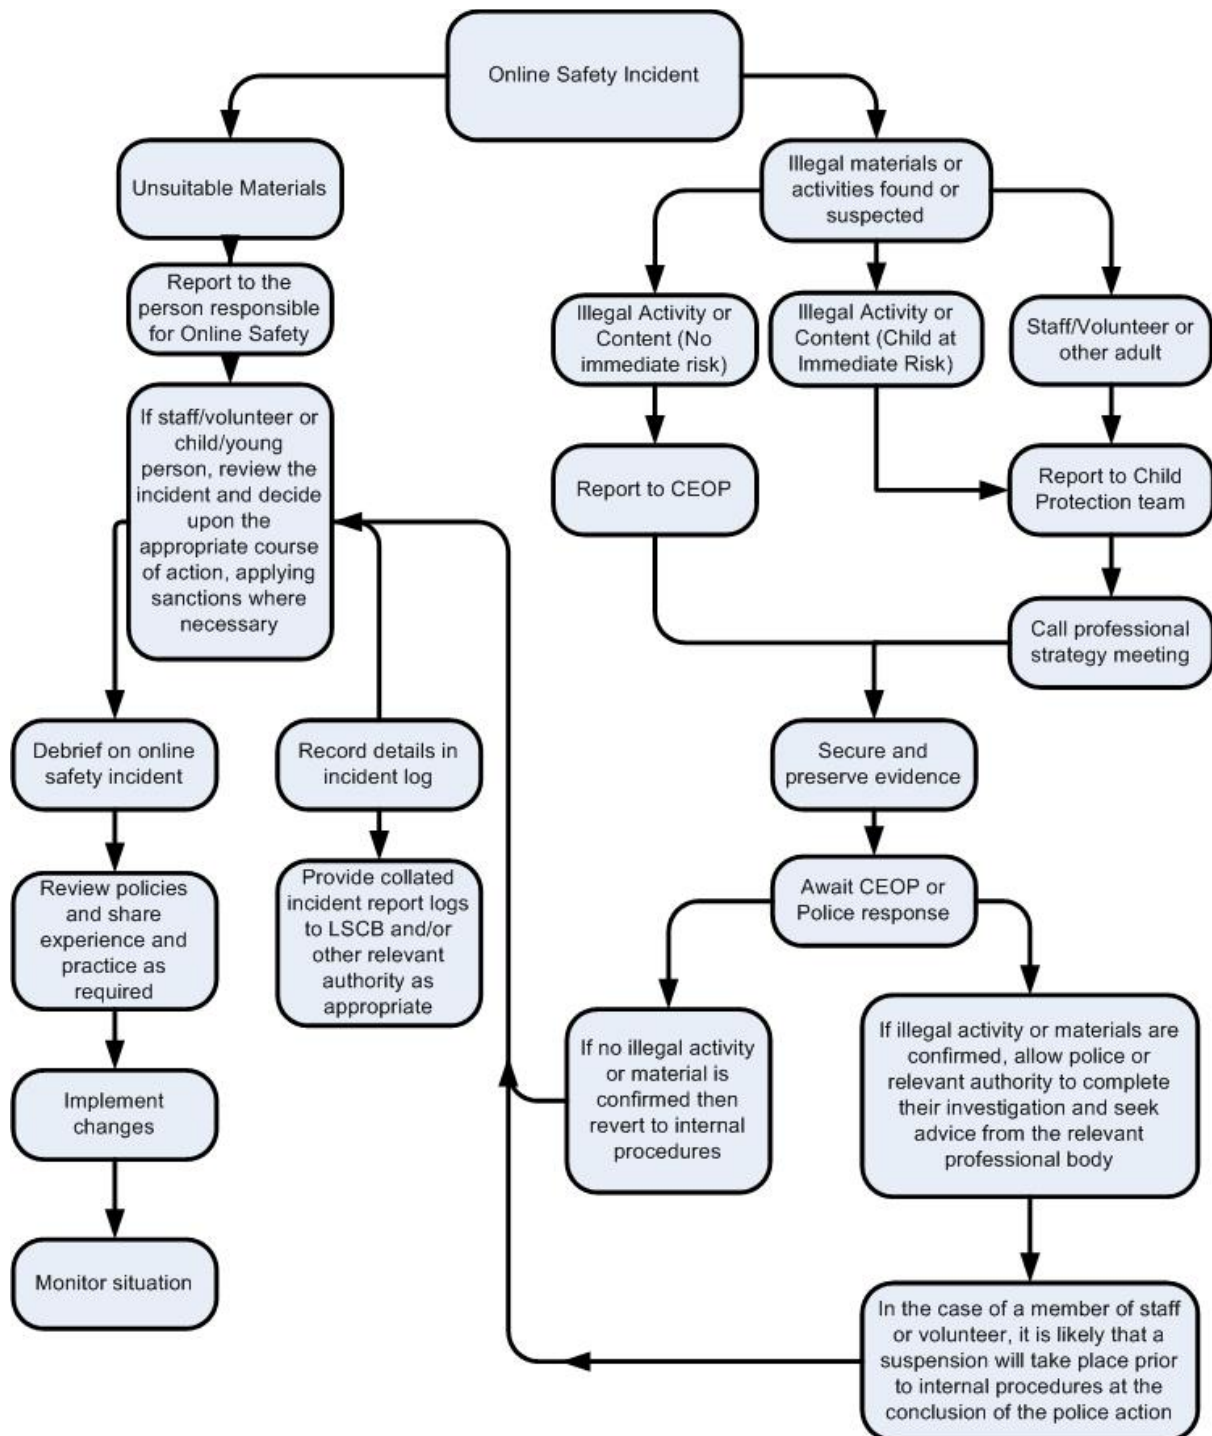 Online Safety Incident
Unsuitable Materials
Illegal materials or
activities found or
suspected
Report to the
person responsible
for Online Safety
Illegal Activity or
Content (No
immediate risk)
Illegal Activity or
Content (Child at
Immediate Risk)
Staff/Volunteer or
other adult
If staff/volunteer or
child/young
person, review the
incident and decide
upon the
appropriate course
of action, applying
sanctions where
necessary
Report to CEOP
Report to Child
Protection team
Call professional
strategy meeting
Debrief on online
safety incident
Record details in
incident log
Secure and
preserve evidence
Review policies
and share
experience and
practice as
required
Provide collated
incident report logs
to LSCB and/or
other relevant
authority as
appropriate
Await CEOP or
Police response
If no illegal activity
or material is
confirmed then
revert to internal
procedures
If illegal activity or materials are
confirmed, allow police or
relevant authority to complete
their investigation and seek
advice from the relevant
professional body
Implement
changes
Monitor situation
In the case of a member of staff
or volunteer, it is likely that a
suspension will take place prior
to internal procedures at the
conclusion of the police action